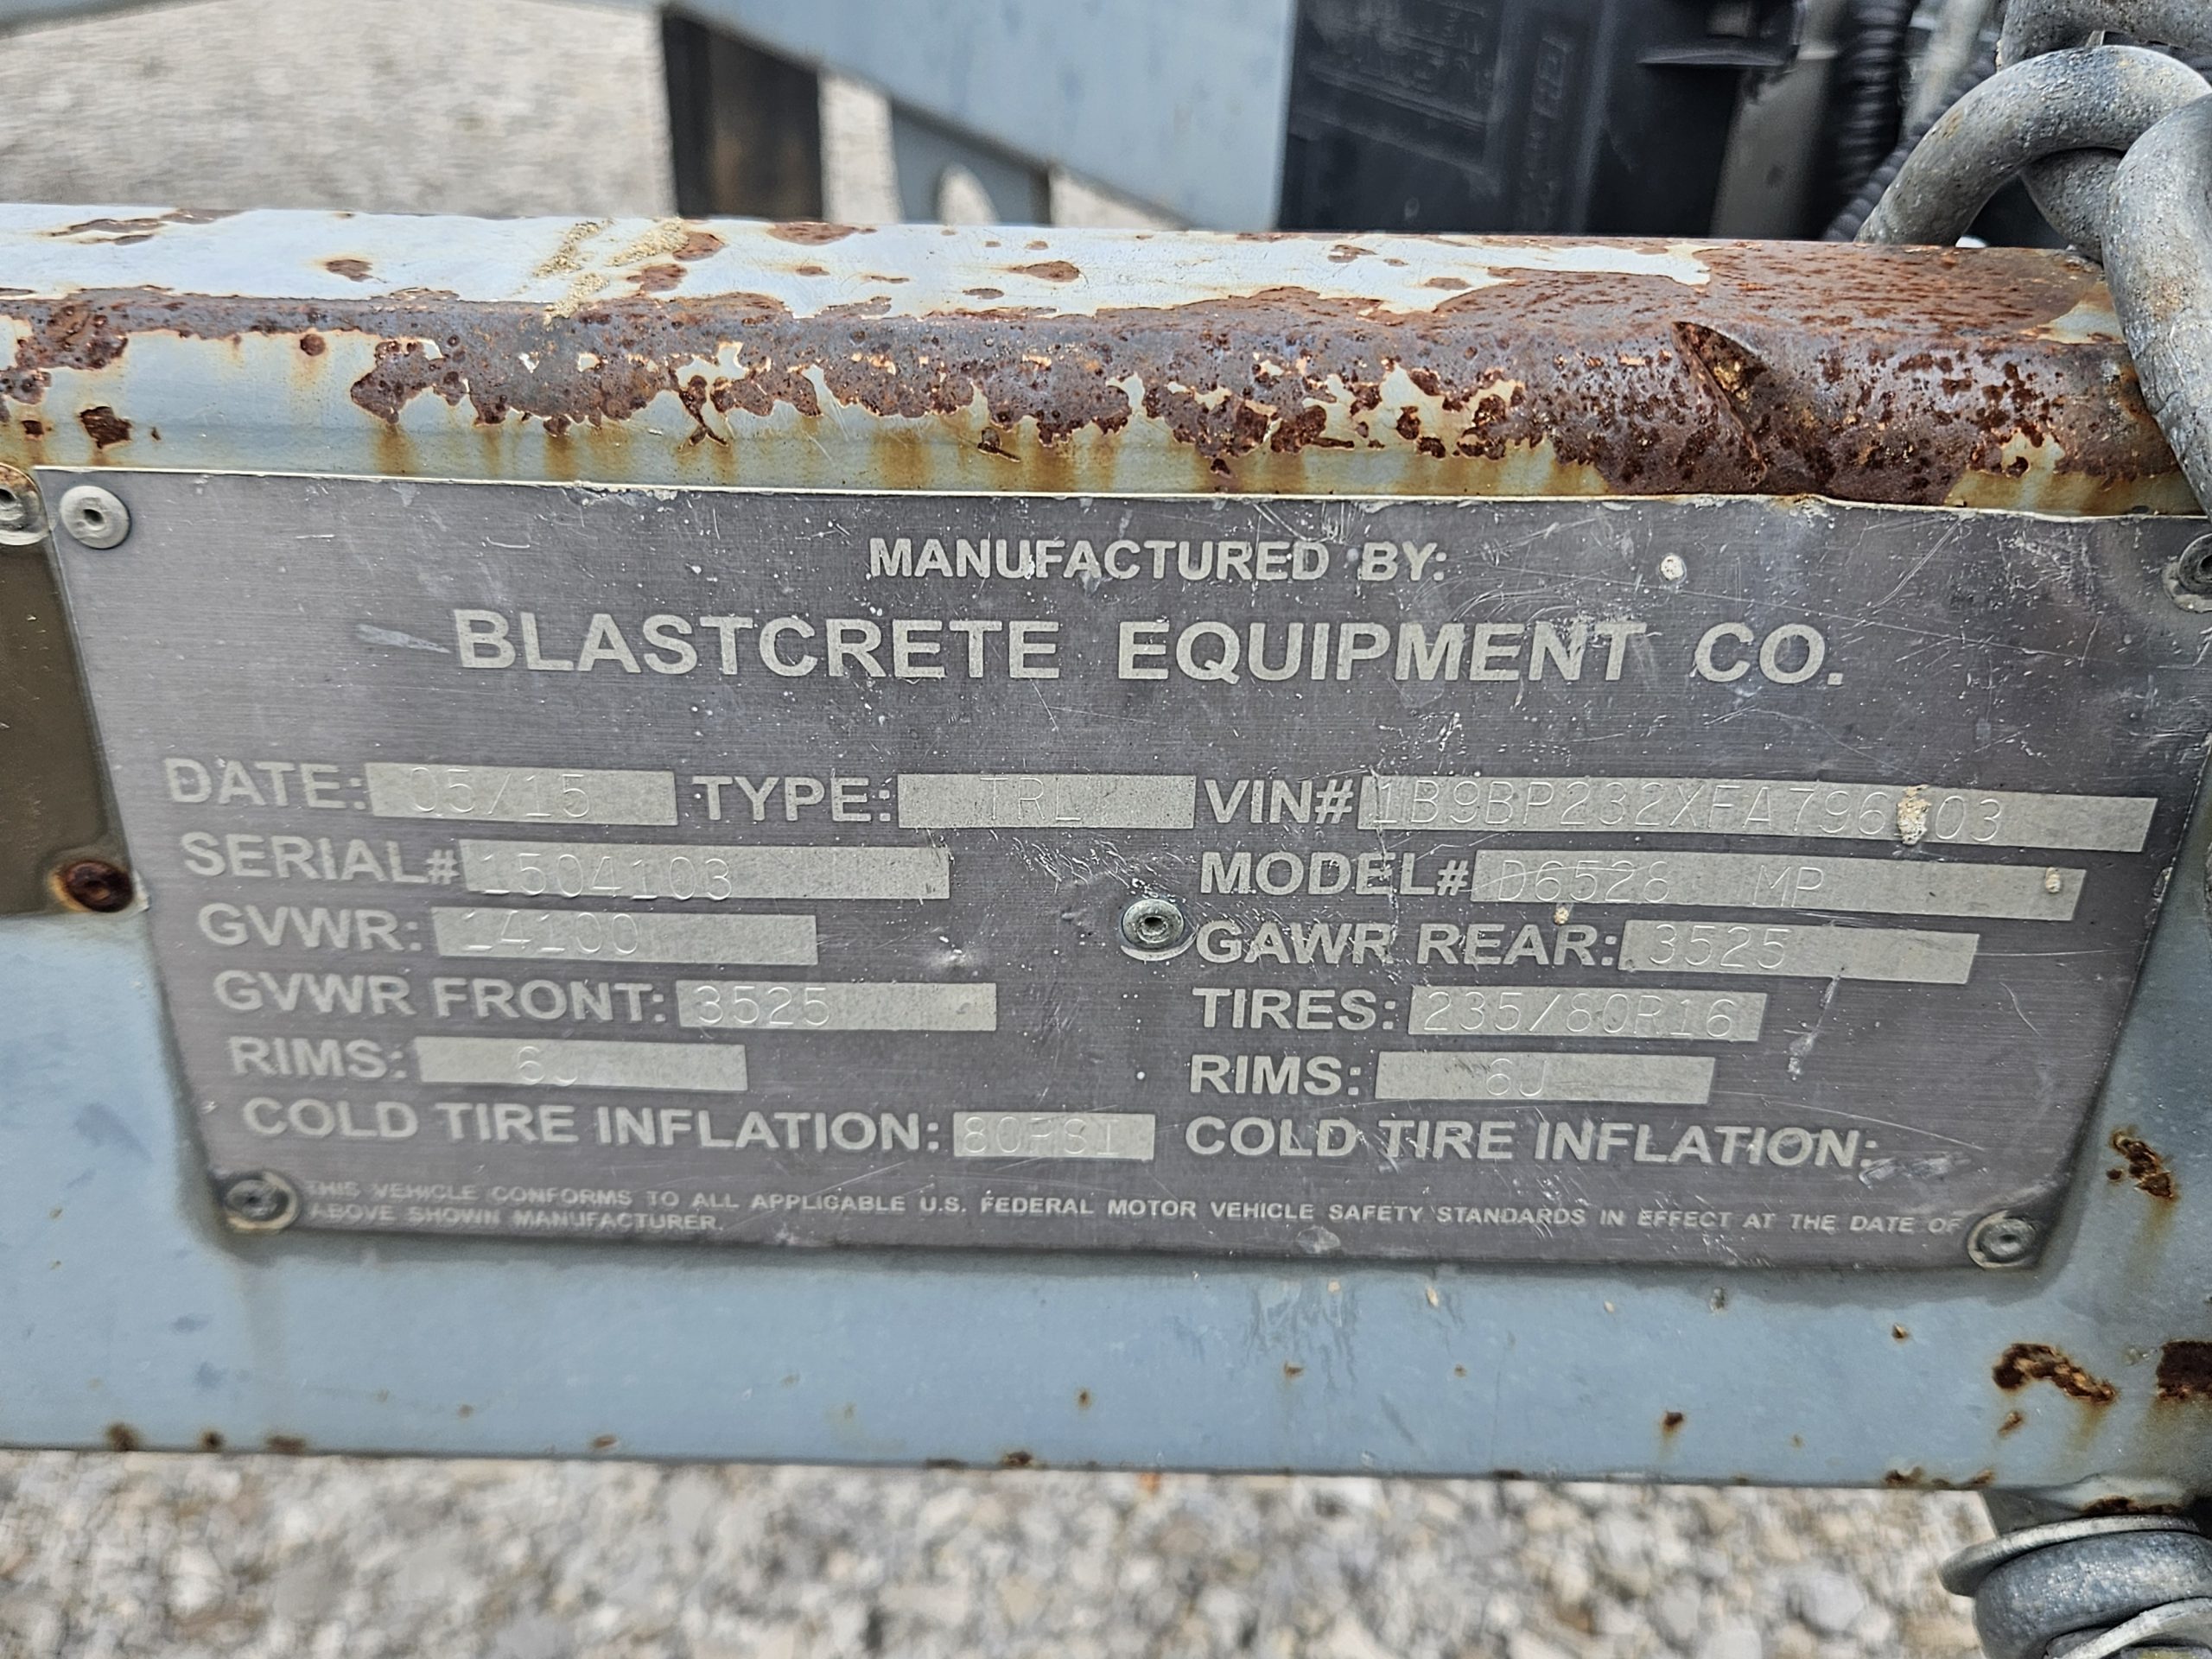 MANUFACTURED BY:
BLASTCRETE EQUIPMENT CO.
DATE: 05/15 TYPE: TRL VIN#
SERIAL# 1504103 MODEL# D6528 MP
GVWR: 14100 GAWR REAR: 3525
GVWR FRONT: 3525 TIRES: 235/80R16
RIMS: 6J RIMS: 6J
COLD TIRE INFLATION: 80PSI COLD TIRE INFLATION:
THIS VEHICLE CONFORMS TO ALL APPLICABLE U.S. FEDERAL MOTOR VEHICLE SAFETY STANDARDS IN EFFECT AT THE DATE OF
ABOVE SHOWN MANUFACTURER.